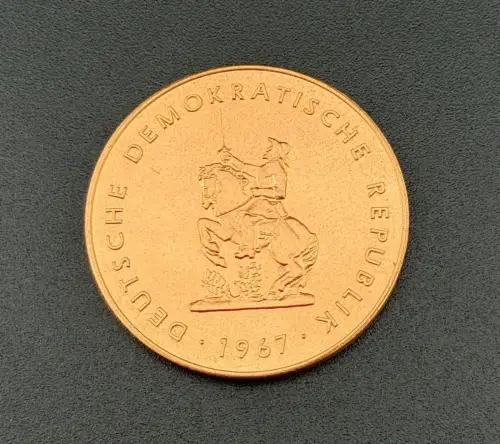 DEUTSCHE DEMOKRATISCHE REPUBLIK
· 1967 ·